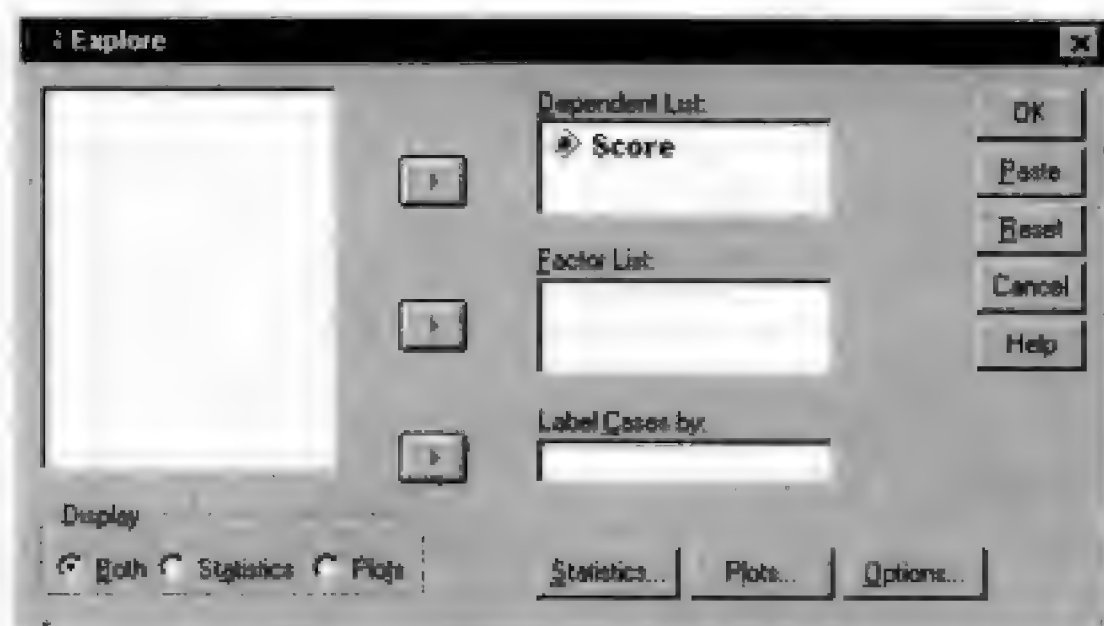 Explore
Dependent List:
Score
Factor List:
Label Cases by:
OK
Paste
Reset
Cancel
Help
Display
Both Statistics Plots
Statistics... Plots... Options...